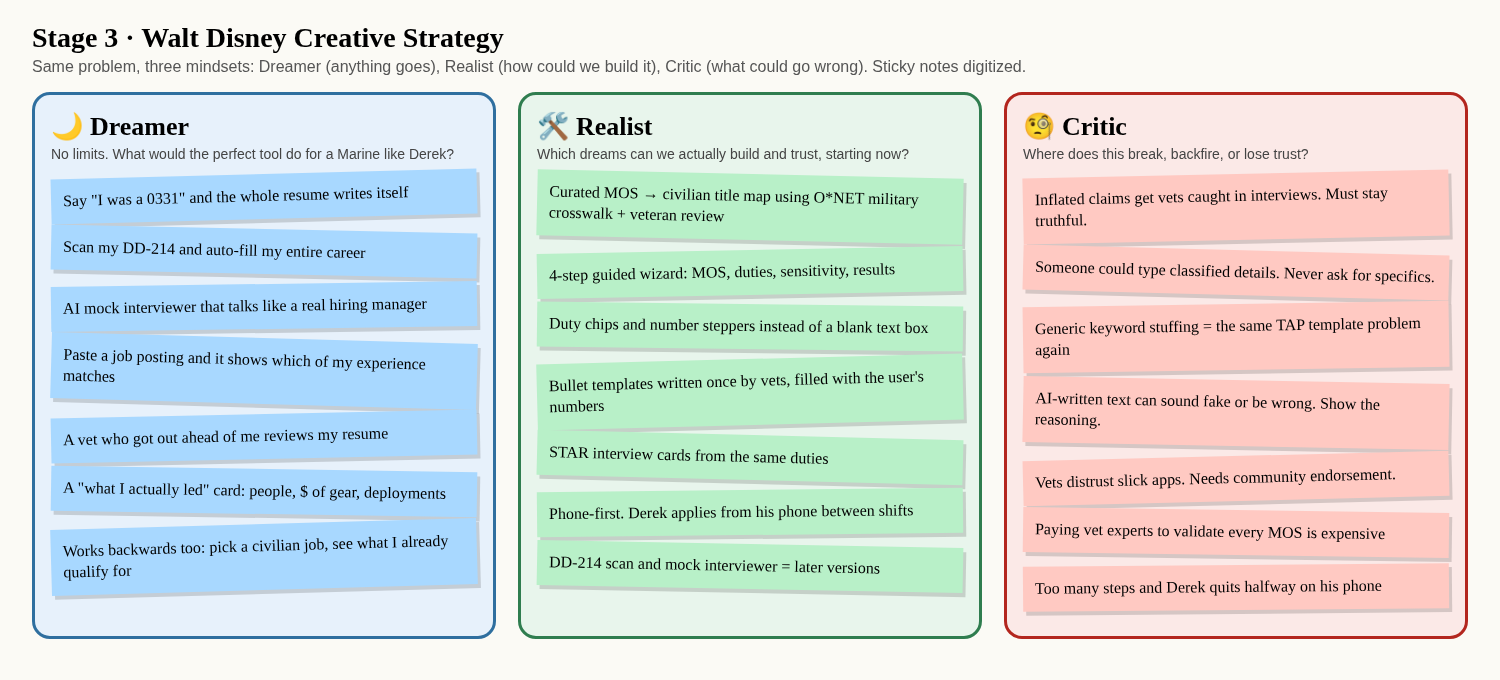 Stage 3 · Walt Disney Creative Strategy
Same problem, three mindsets: Dreamer (anything goes), Realist (how could we build it), Critic (what could go wrong). Sticky notes digitized.
🌙 Dreamer
No limits. What would the perfect tool do for a Marine like Derek?
Say "I was a 0331" and the whole resume writes itself
Scan my DD-214 and auto-fill my entire career
AI mock interviewer that talks like a real hiring manager
Paste a job posting and it shows which of my experience
matches
A vet who got out ahead of me reviews my resume
A "what I actually led" card: people, $ of gear, deployments
Works backwards too: pick a civilian job, see what I already
qualify for
🛠️ Realist
Which dreams can we actually build and trust, starting now?
Curated MOS → civilian title map using O*NET military
crosswalk + veteran review
4-step guided wizard: MOS, duties, sensitivity, results
Duty chips and number steppers instead of a blank text box
Bullet templates written once by vets, filled with the user's
numbers
STAR interview cards from the same duties
Phone-first. Derek applies from his phone between shifts
DD-214 scan and mock interviewer = later versions
🧐 Critic
Where does this break, backfire, or lose trust?
Inflated claims get vets caught in interviews. Must stay
truthful.
Someone could type classified details. Never ask for specifics.
Generic keyword stuffing = the same TAP template problem
again
AI-written text can sound fake or be wrong. Show the
reasoning.
Vets distrust slick apps. Needs community endorsement.
Paying vet experts to validate every MOS is expensive
Too many steps and Derek quits halfway on his phone